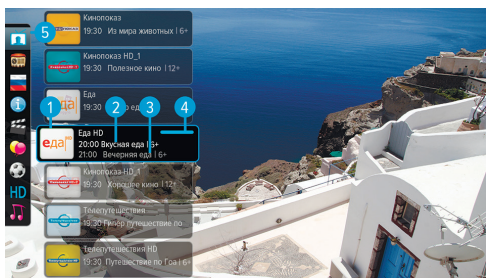 5
Кинопоказ
19:30 Из мира животных | 6+
Кинопоказ HD_1
19:30 Полезное кино | 12+
Еда
19:30
1
2
3
4
еда
HD
Еда HD
20:00 Вкусная еда | 6+
21:00 Вечерняя еда | 6+
Кинопоказ HD_1
19:30 Хорошее кино | 12+
HD
Телепутешествия
19:30 Гипер путешествие по
Телепутешествия HD
19:30 Путешествие по Гоа | 6+